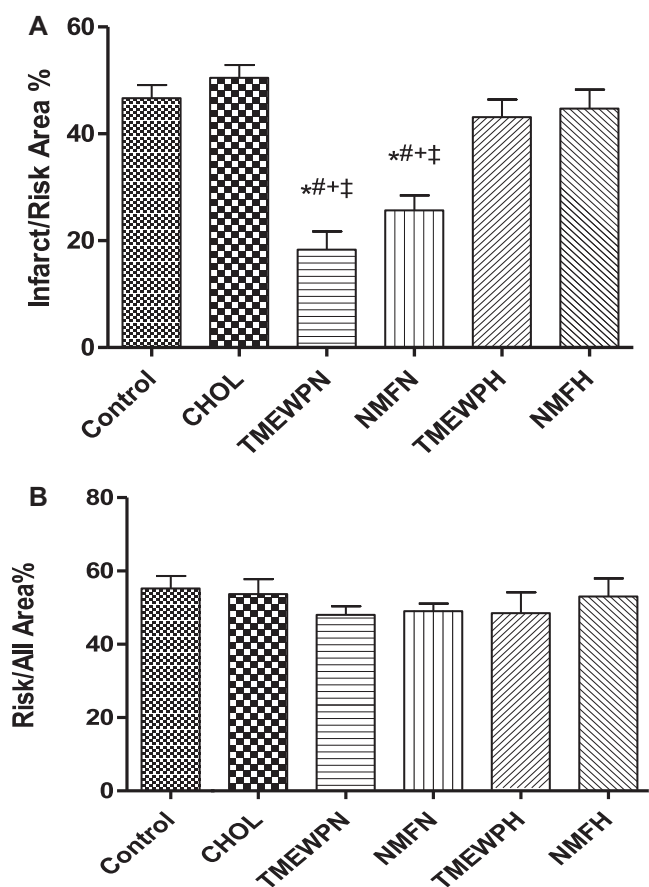 A
Infarct/Risk Area %
60
40
20
0
*#+‡
*#+‡
Control
CHOL
TMEWPN
NMFN
TMEWPH
NMFH
B
Risk/All Area%
80
60
40
20
0
Control
CHOL
TMEWPN
NMFN
TMEWPH
NMFH